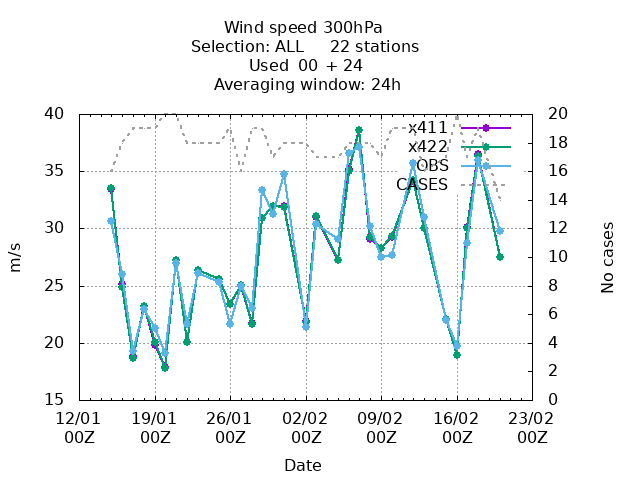 Wind speed 300hPa
Selection: ALL 22 stations
Used 00 + 24
Averaging window: 24h
40 20
x411
x422
OBS
CASES
18
35 16
14
30 12
10
25 8
6
20 4
2
15 0
m/s
No cases
12/01 19/01 26/01 02/02 09/02 16/02 23/02
00Z 00Z 00Z 00Z 00Z 00Z 00Z
Date